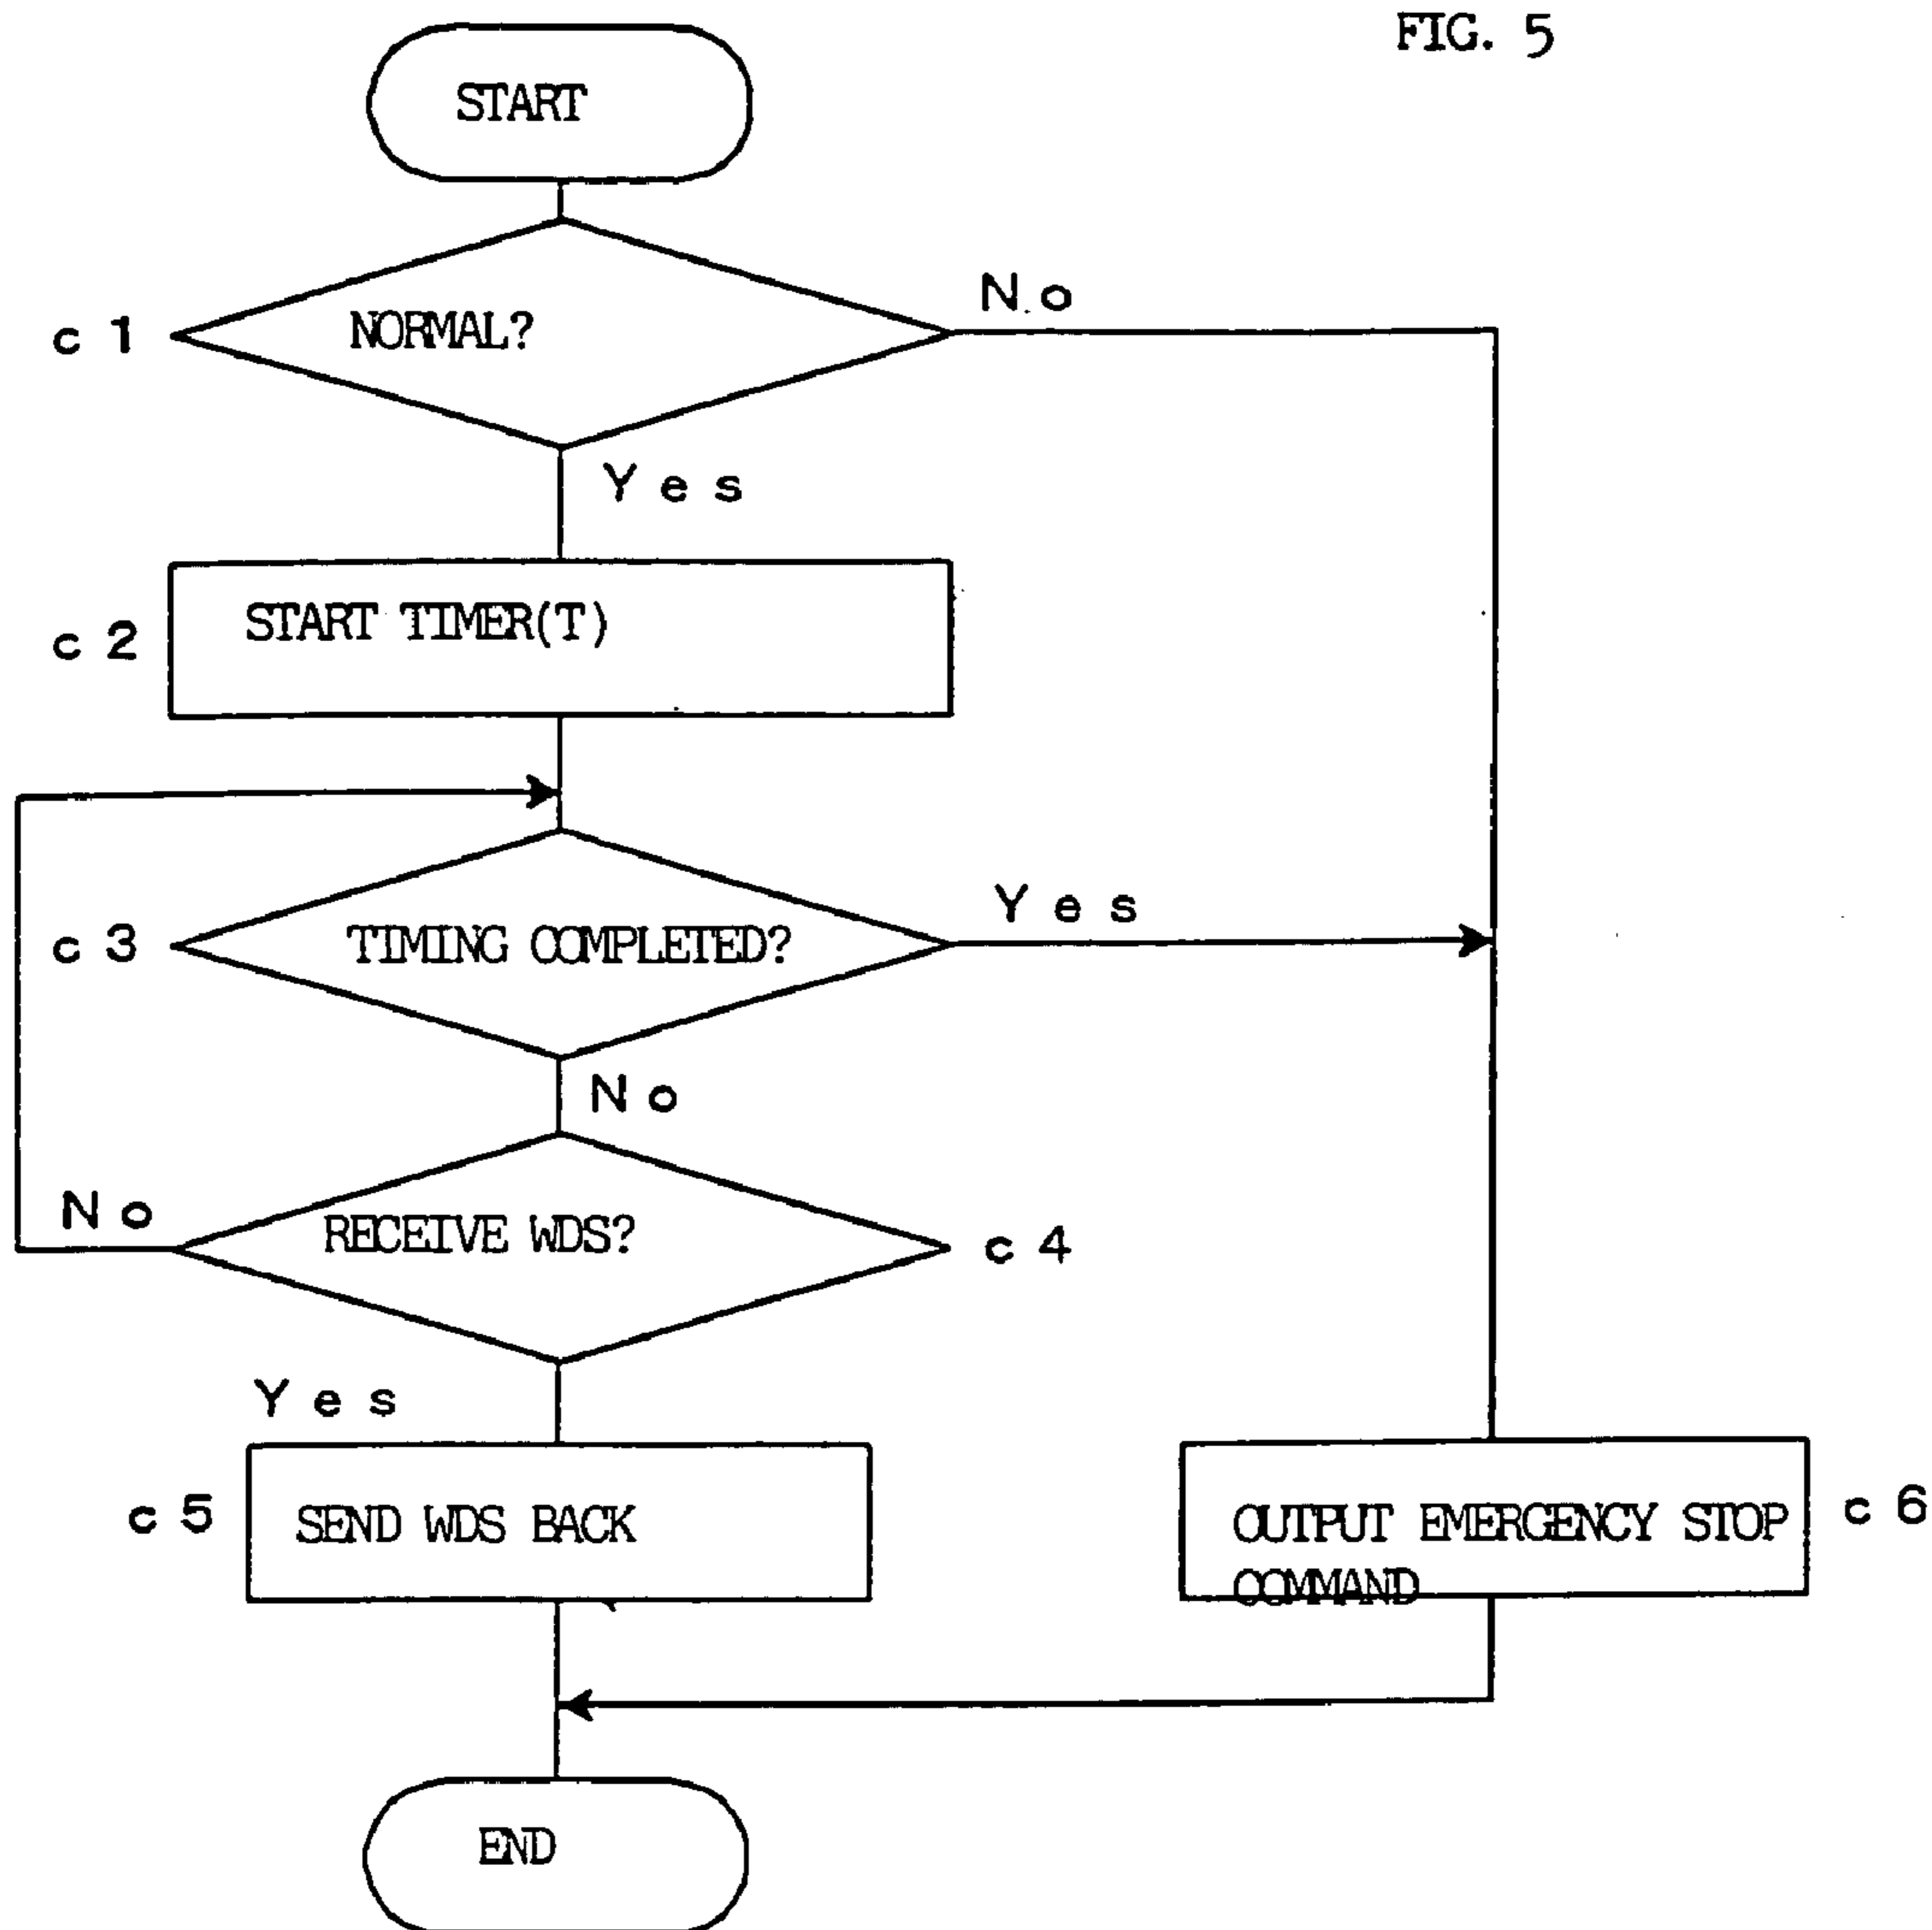 FIG. 5
START
c 1
NORMAL?
No
Yes
c 2
START TIMER(T)
c 3
TIMING COMPLETED?
Yes
No
No
RECEIVE WDS?
c 4
Yes
c 5
SEND WDS BACK
OUTPUT EMERGENCY STOP
COMMAND
c 6
END